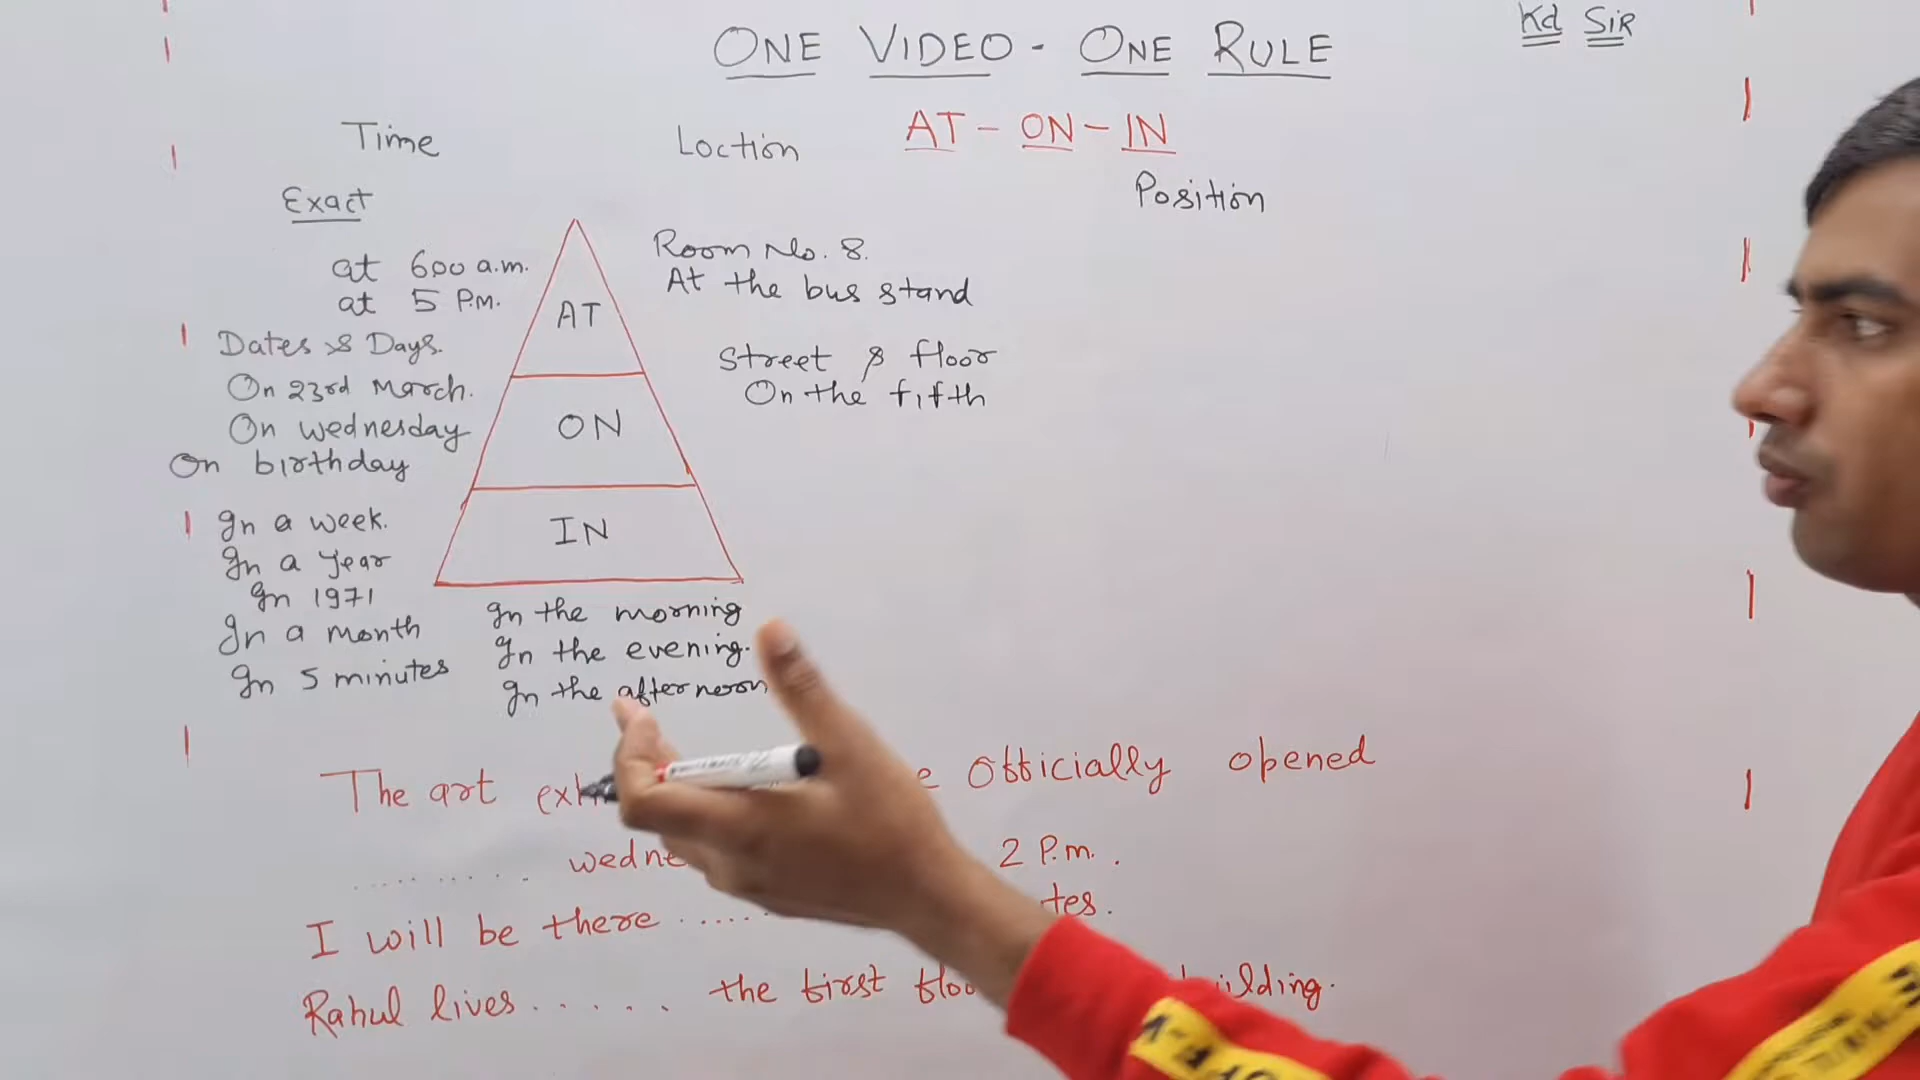 ONE VIDEO - ONE RULE
Kd SiR
AT - ON - IN
Time
Loction
Position
Exact
at 600 a.m.
at 5 P.M.
Dates & Days.
On 23rd March.
On wednesday
On birthday
In a week.
In a year
In 1971
In a month
In 5 minutes
AT
ON
IN
Room No. 8.
At the bus stand
Street & floor
On the fifth
In the morning
In the evening.
In the afternoon
The art officially opened
.......... 2 P.m. .
I will be there ......
Rahul lives ...... the first